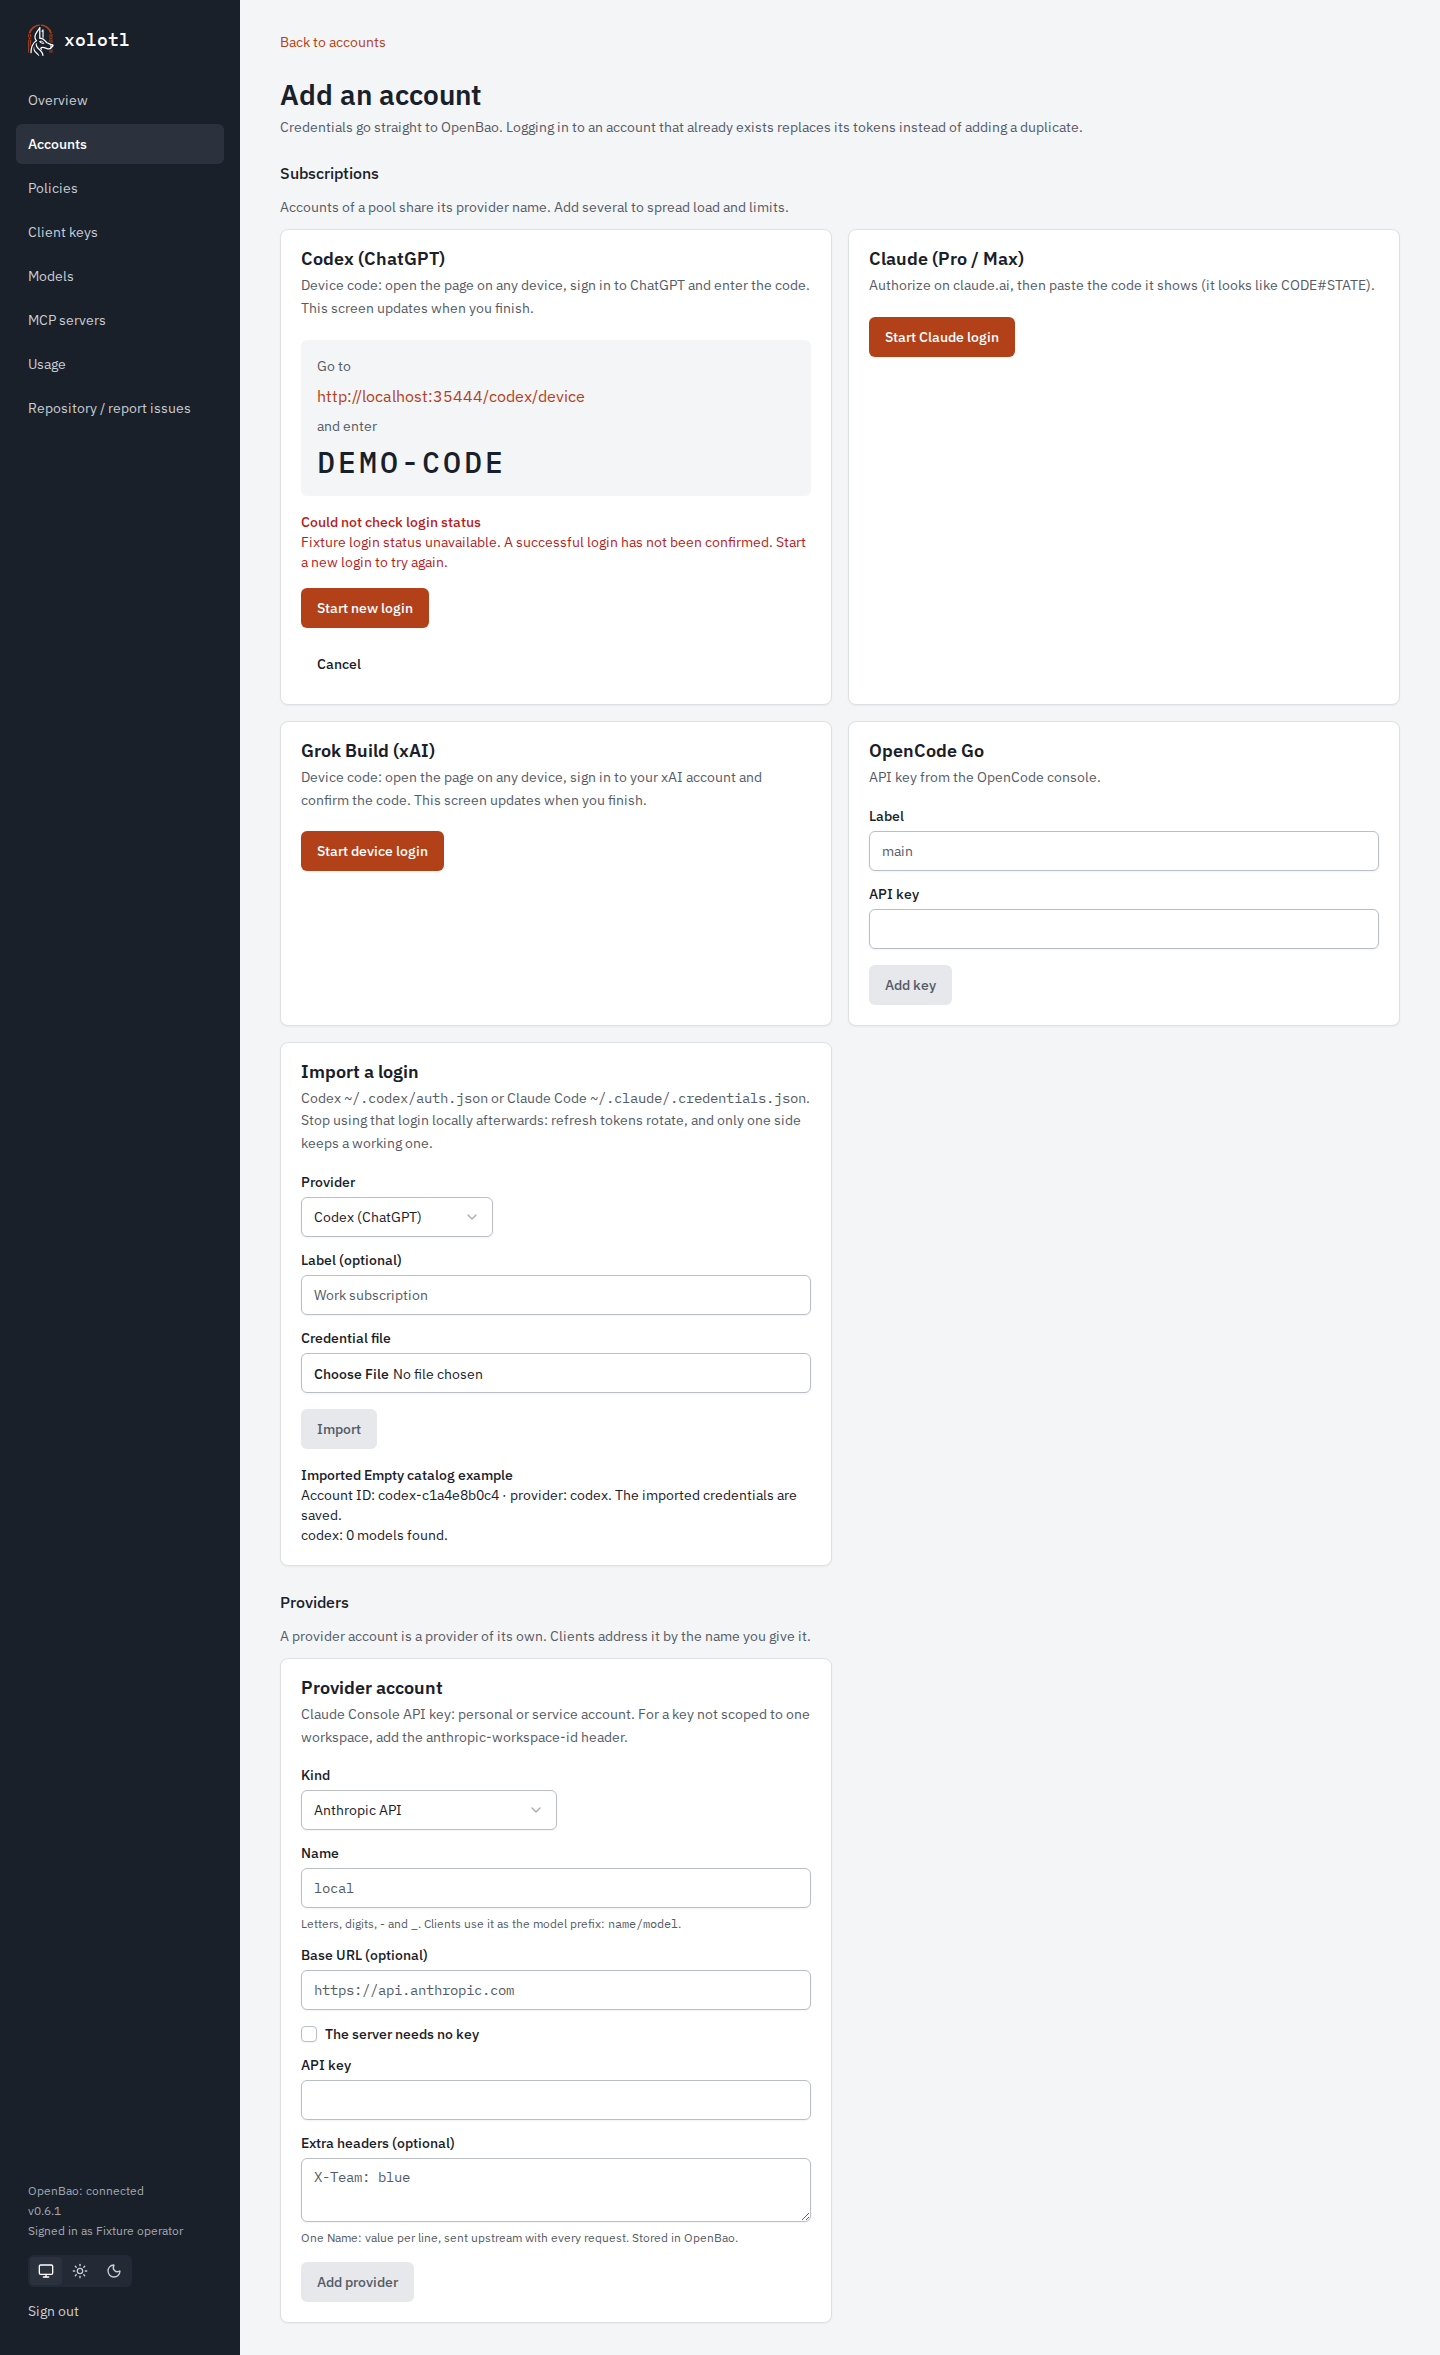 xolotl
Overview
Accounts
Policies
Client keys
Models
MCP servers
Usage
Repository / report issues
OpenBao: connected
v0.6.1
Signed in as Fixture operator
Sign out
Back to accounts
Add an account
Credentials go straight to OpenBao. Logging in to an account that already exists replaces its tokens instead of adding a duplicate.
Subscriptions
Accounts of a pool share its provider name. Add several to spread load and limits.
Codex (ChatGPT)
Device code: open the page on any device, sign in to ChatGPT and enter the code.
This screen updates when you finish.
Go to
http://localhost:35444/codex/device
and enter
DEMO-CODE
Could not check login status
Fixture login status unavailable. A successful login has not been confirmed. Start
a new login to try again.
Start new login
Cancel
Claude (Pro / Max)
Authorize on claude.ai, then paste the code it shows (it looks like CODE#STATE).
Start Claude login
Grok Build (xAI)
Device code: open the page on any device, sign in to your xAI account and
confirm the code. This screen updates when you finish.
Start device login
OpenCode Go
API key from the OpenCode console.
Label
main
API key
Add key
Import a login
Codex ~/.codex/auth.json or Claude Code ~/.claude/.credentials.json.
Stop using that login locally afterwards: refresh tokens rotate, and only one side
keeps a working one.
Provider
Codex (ChatGPT)
Label (optional)
Work subscription
Credential file
Choose File No file chosen
Import
Imported Empty catalog example
Account ID: codex-c1a4e8b0c4 · provider: codex. The imported credentials are
saved.
codex: 0 models found.
Providers
A provider account is a provider of its own. Clients address it by the name you give it.
Provider account
Claude Console API key: personal or service account. For a key not scoped to one
workspace, add the anthropic-workspace-id header.
Kind
Anthropic API
Name
local
Letters, digits, - and _. Clients use it as the model prefix: name/model.
Base URL (optional)
https://api.anthropic.com
The server needs no key
API key
Extra headers (optional)
X-Team: blue
One Name: value per line, sent upstream with every request. Stored in OpenBao.
Add provider